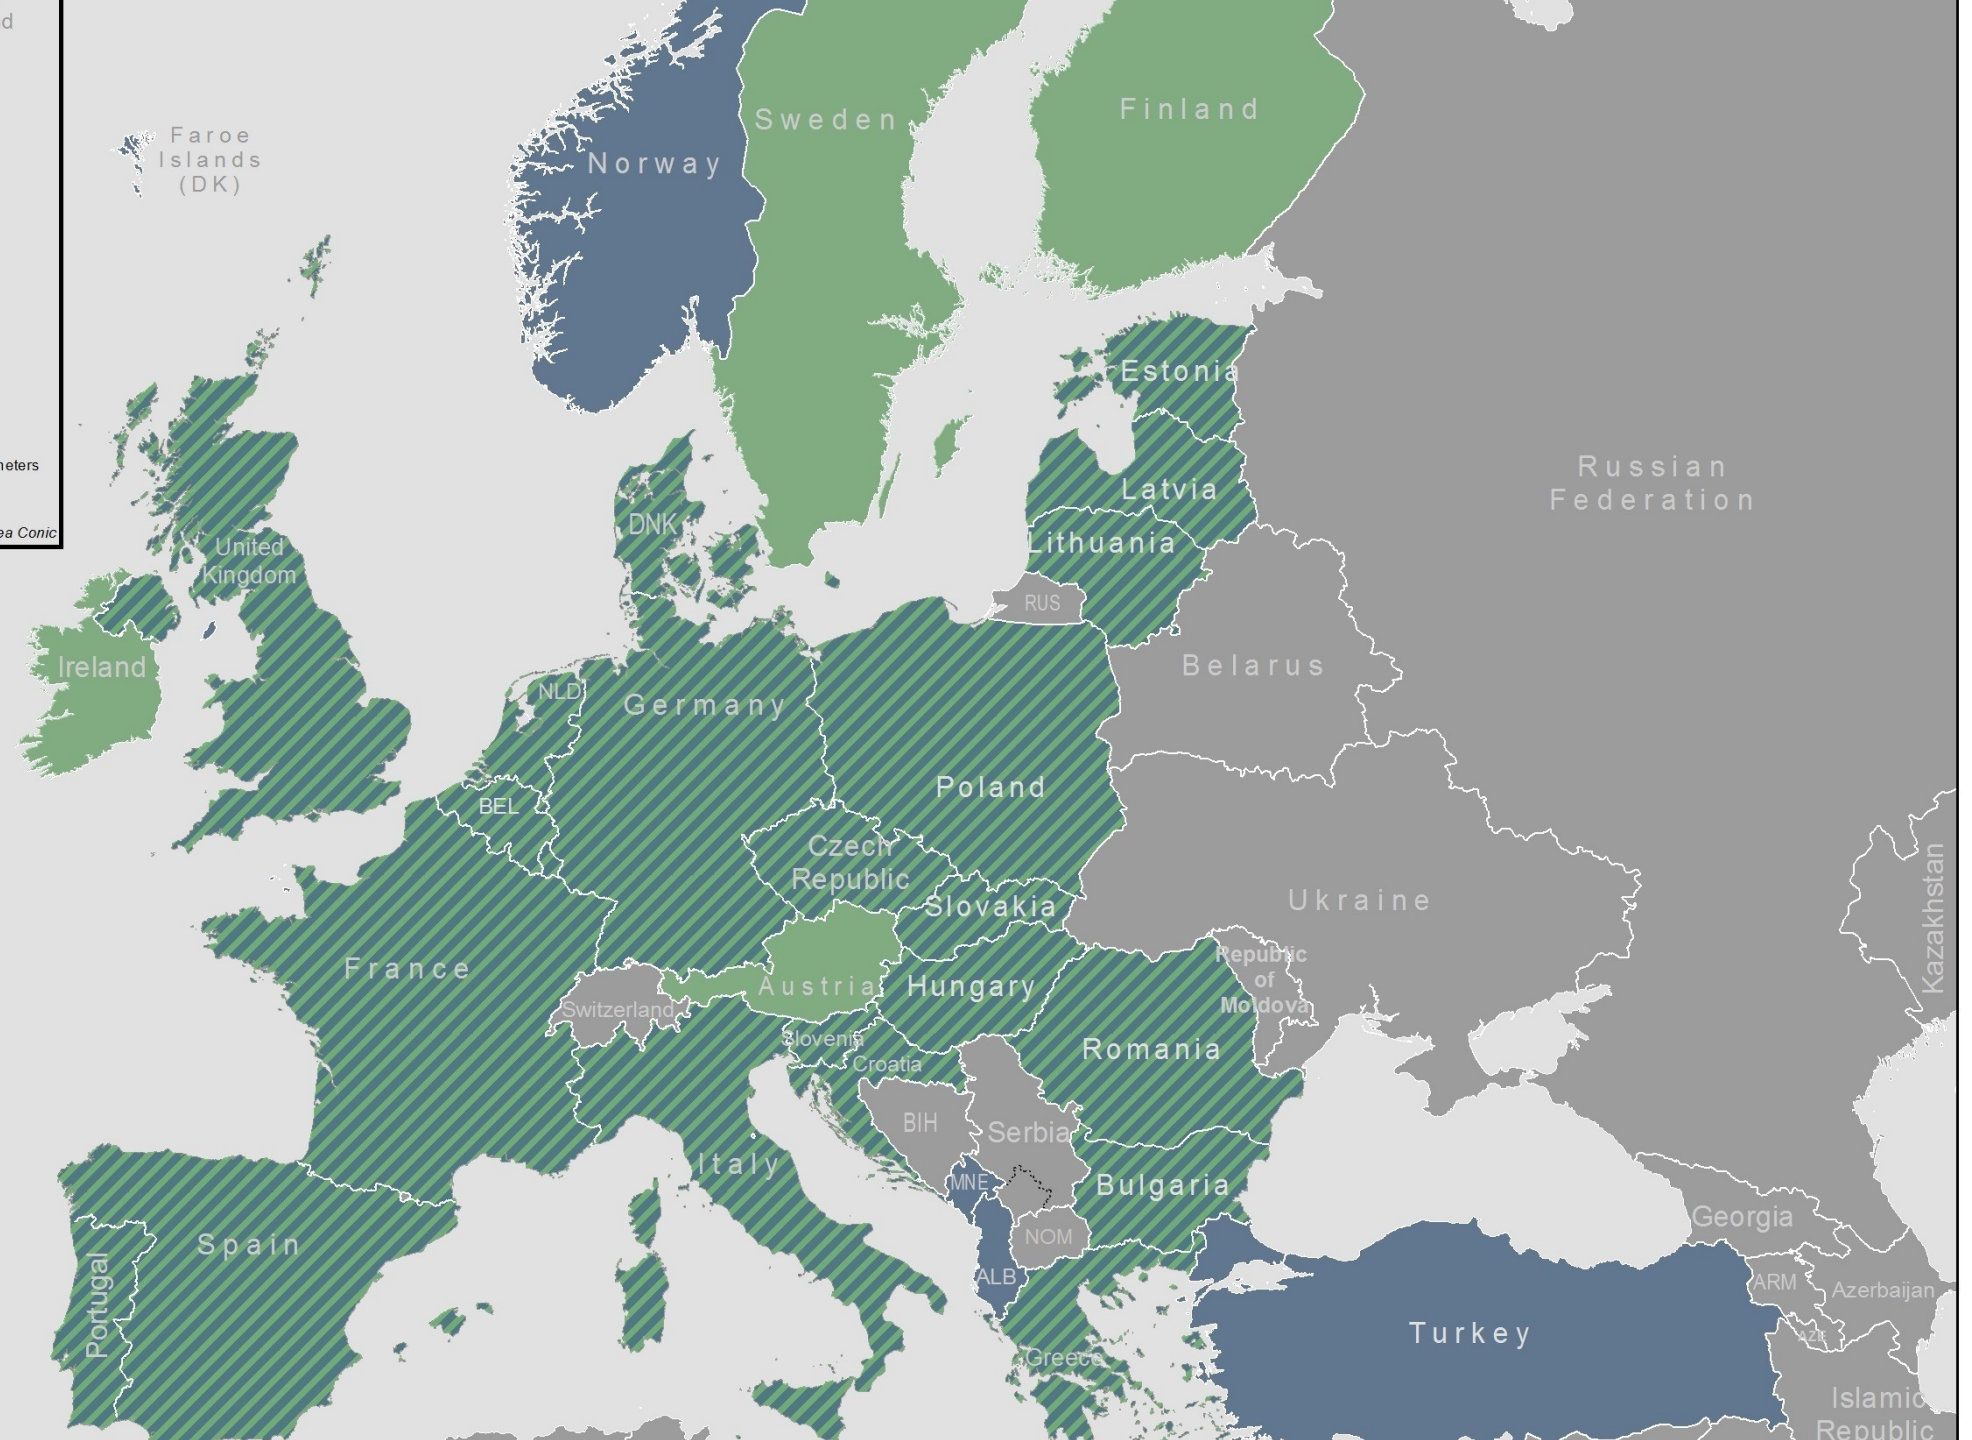 d
Faroe
Islands
(DK)
Norway
Sweden
Finland
Estonia
Russian
Federation
neters
Latvia
ea Conic
DNK
Lithuania
United
Kingdom
RUS
Ireland
Belarus
NLD
Germany
Poland
BEL
Czech
Republic
Slovakia
Ukraine
Kazakhstan
France
Republic
of
Moldova
Austria
Hungary
Switzerland
Slovenia
Croatia
Romania
BIH
Serbia
Italy
MNE
Bulgaria
Georgia
Spain
NOM
Portugal
ALB
ARM
Azerbaijan
Turkey
AZE
Greece
Islamic
Republic